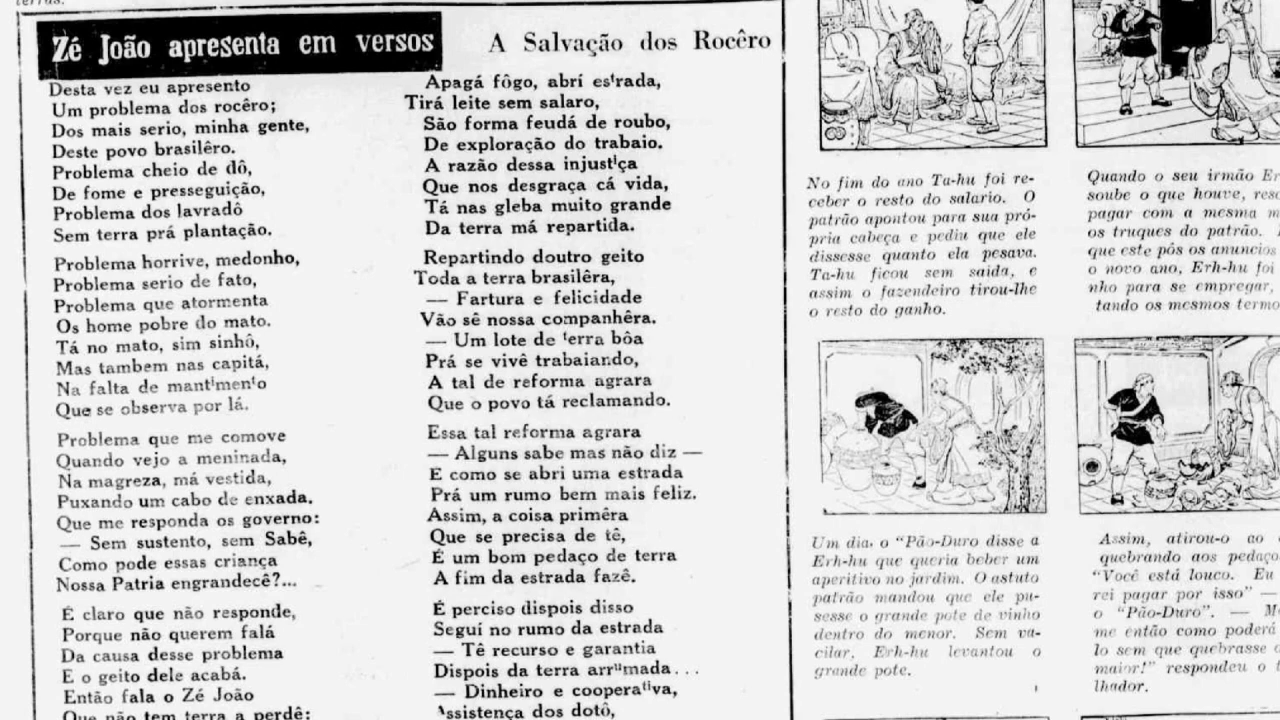 terras.
Zé João apresenta em versos
A Salvação dos Rocêro
Desta vez eu apresento
Um problema dos rocêro;
Dos mais serio, minha gente,
Deste povo brasilêro.
Problema cheio de dô,
De fome e presseguição,
Problema dos lavradô
Sem terra prá plantação.
Problema horrive, medonho,
Problema serio de fato,
Problema que atormenta
Os home pobre do mato.
Tá no mato, sim sinhô,
Mas tambem nas capitá,
Na falta de mantimento
Que se observa por lá.
Problema que me comove
Quando vejo a meninada,
Na magreza, má vestida,
Puxando um cabo de enxada.
Que me responda os governo:
— Sem sustento, sem Sabê,
Como pode essas criança
Nossa Patria engrandecê?...
É claro que não responde,
Porque não querem falá
Da causa desse problema
E o geito dele acabá.
Então fala o Zé João
Que não tem terra a perdê:
Apagá fôgo, abrí estrada,
Tirá leite sem salaro,
São forma feudá de roubo,
De exploração do trabaio.
A razão dessa injustiça
Que nos desgraça cá vida,
Tá nas gleba muito grande
Da terra má repartida.
Repartindo doutro geito
Toda a terra brasilêra,
— Fartura e felicidade
Vão sê nossa companhêra.
— Um lote de terra bôa
Prá se vivê trabaiando,
A tal de reforma agrara
Que o povo tá reclamando.
Essa tal reforma agrara
— Alguns sabe mas não diz —
E como se abri uma estrada
Prá um rumo bem mais feliz.
Assim, a coisa primêra
Que se precisa de tê,
É um bom pedaço de terra
A fim da estrada fazê.
É perciso dispois disso
Seguí no rumo da estrada
— Tê recurso e garantia
Dispois da terra arrumada...
— Dinheiro e cooperativa,
Assistença dos dotô,
No fim do ano Ta-hu foi re-
ceber o resto do salario. O
patrão apontou para sua pró-
pria cabeça e pediu que ele
dissesse quanto ela pesava.
Ta-hu ficou sem saida, e
assim o fazendeiro tirou-lhe
o resto do ganho.
Quando o seu irmão
soube o que houve,
pagar com a mesma
os truques do patrão.
que este pôs os anuncios
o novo ano, Erh-hu foi
nho para se empregar,
tando os mesmos
Um dia, o "Pão-Duro disse a
Erh-hu que queria beber um
aperitivo no jardim. O astuto
patrão mandou que ele pu-
sesse o grande pote de vinho
dentro do menor. Sem va-
cilar, Erh-hu levantou o
grande pote.
Assim, atirou-o ao
quebrando aos
"Você está louco. Eu
rei pagar por isso" —
o "Pão-Duro". —
me então como poderá
lo sem que quebrasse o
maior!" respondeu o
lhador.